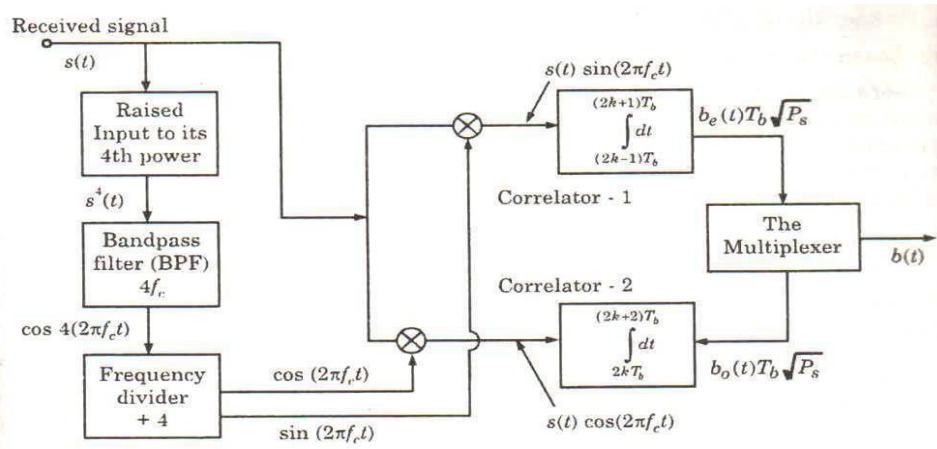 Received signal
s(t)
Raised
Input to its
4th power
s⁴(t)
Bandpass
filter (BPF)
4f_c
cos 4(2πf_ct)
Frequency
divider
+ 4
cos (2πf_ct)
sin (2πf_ct)
s(t) sin(2πf_ct)
(2k+1)T_b
∫dt
(2k−1)T_b
b_e(t)T_b√P_s
Correlator - 1
The
Multiplexer
b(t)
Correlator - 2
(2k+2)T_b
∫dt
2kT_b
b_o(t)T_b√P_s
s(t) cos(2πf_ct)